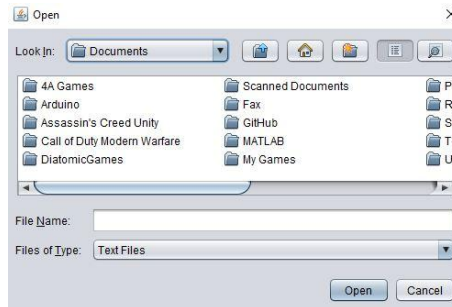 Open
Look In: Documents
4A Games
Arduino
Assassin's Creed Unity
Call of Duty Modern Warfare
DiatomicGames
Scanned Documents
Fax
GitHub
MATLAB
My Games
P
R
S
T
U
File Name:
Files of Type: Text Files
Open Cancel